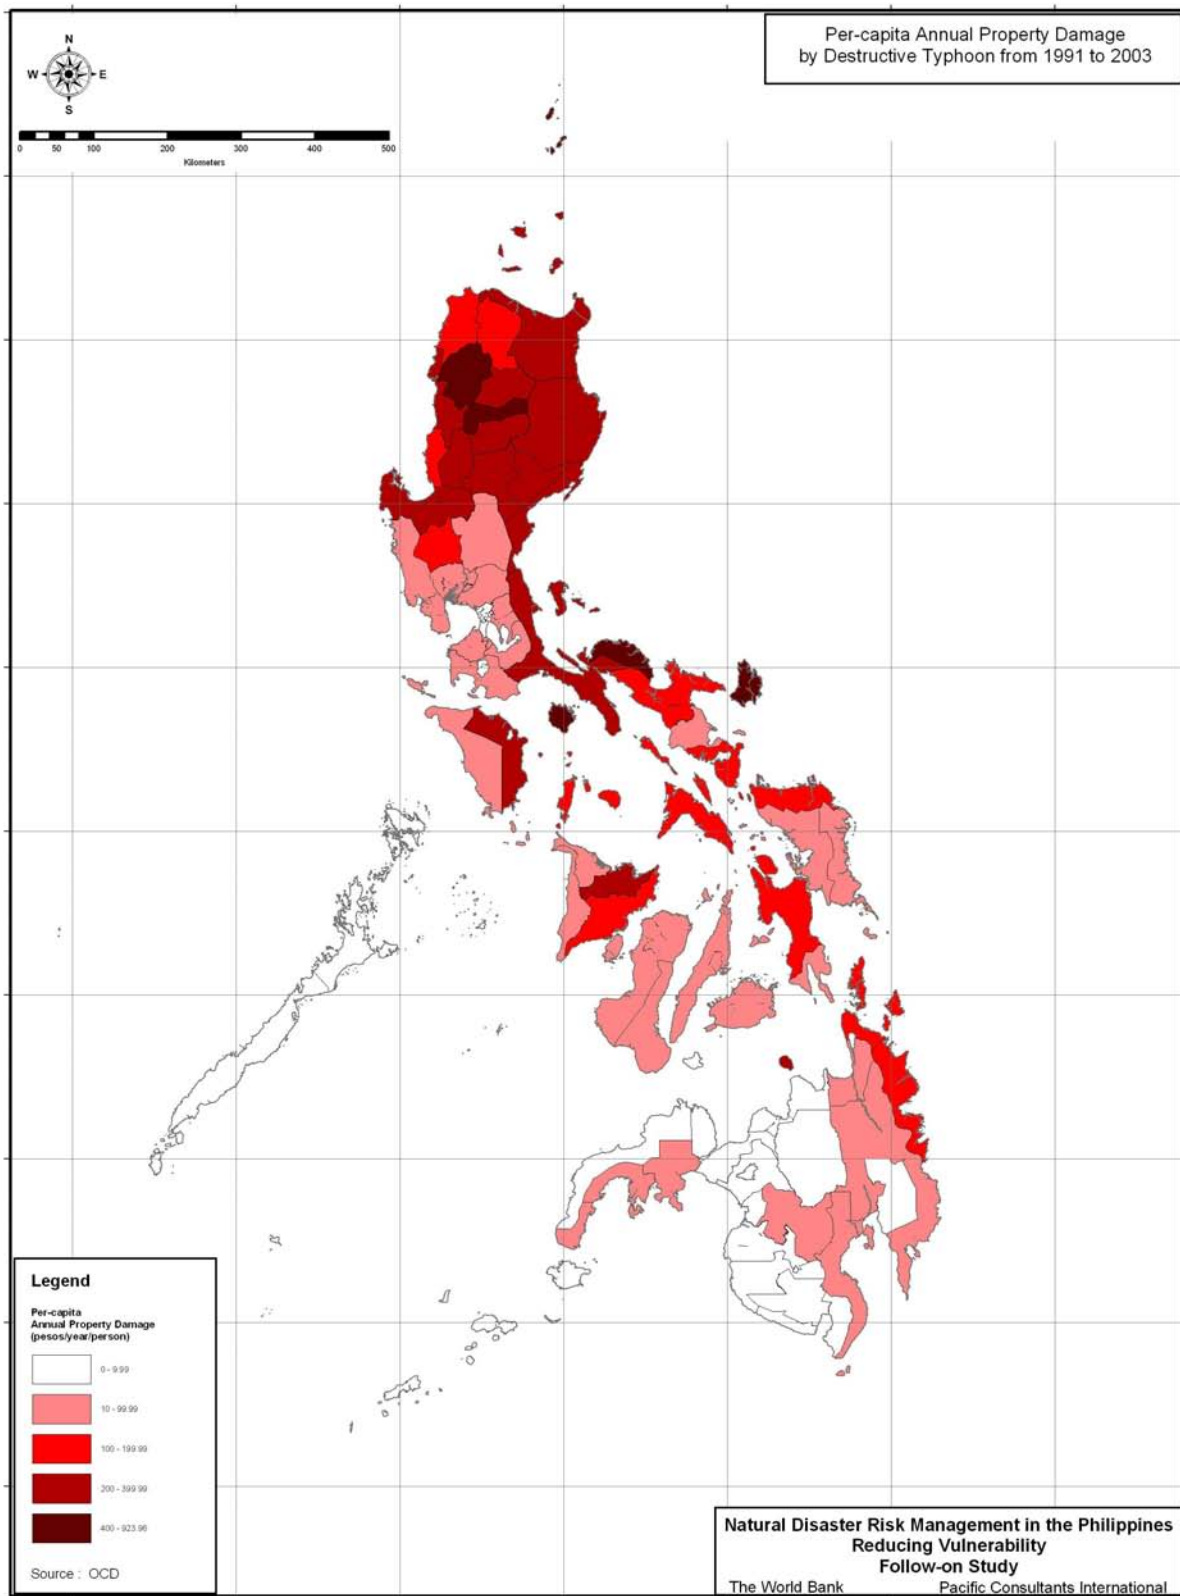 Per-capita Annual Property Damage
by Destructive Typhoon from 1991 to 2003
N
W E
S
0 50 100 200 300 400 500
Kilometers
Legend
Per-capita
Annual Property Damage
(pesos/year/person)
0 - 9.99
10 - 99.99
100 - 199.99
200 - 399.99
400 - 923.96
Source : OCD
Natural Disaster Risk Management in the Philippines
Reducing Vulnerability
Follow-on Study
The World Bank Pacific Consultants International